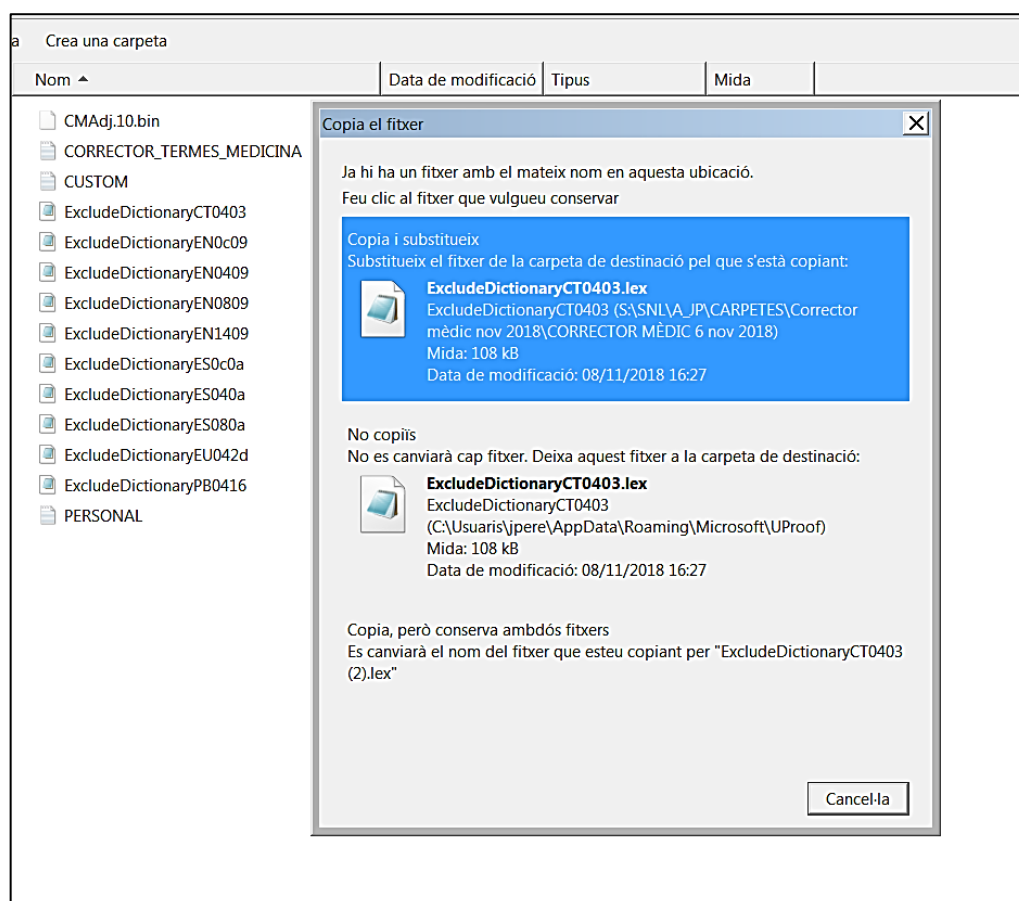 a Crea una carpeta
Nom Data de modificació Tipus Mida
CMAdj.10.bin
CORRECTOR_TERMES_MEDICINA
CUSTOM
ExcludeDictionaryCT0403
ExcludeDictionaryEN0c09
ExcludeDictionaryEN0409
ExcludeDictionaryEN0809
ExcludeDictionaryEN1409
ExcludeDictionaryES0c0a
ExcludeDictionaryES040a
ExcludeDictionaryES080a
ExcludeDictionaryEU042d
ExcludeDictionaryPB0416
PERSONAL
Copia el fitxer
Ja hi ha un fitxer amb el mateix nom en aquesta ubicació.
Feu clic al fitxer que vulgueu conservar
Copia i substitueix
Substitueix el fitxer de la carpeta de destinació pel que s'està copiant:
ExcludeDictionaryCT0403.lex
ExcludeDictionaryCT0403 (S:\SNL\A_JP\CARPETES\Corrector
mèdic nov 2018\CORRECTOR MÈDIC 6 nov 2018)
Mida: 108 kB
Data de modificació: 08/11/2018 16:27
No copiïs
No es canviarà cap fitxer. Deixa aquest fitxer a la carpeta de destinació:
ExcludeDictionaryCT0403.lex
ExcludeDictionaryCT0403
(C:\Usuaris\jpere\AppData\Roaming\Microsoft\UProof)
Mida: 108 kB
Data de modificació: 08/11/2018 16:27
Copia, però conserva ambdós fitxers
Es canviarà el nom del fitxer que esteu copiant per "ExcludeDictionaryCT0403
(2).lex"
Cancel·la